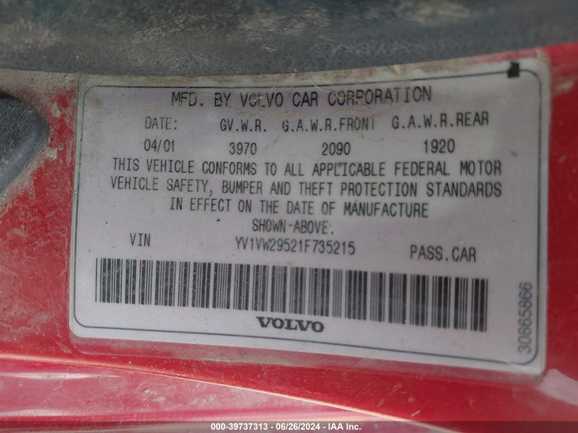 MFD. BY VOLVO CAR CORPORATION
DATE: G.V.W.R. G.A.W.R.FRONT G.A.W.R.REAR
04/01 3970 2090 1920
THIS VEHICLE CONFORMS TO ALL APPLICABLE FEDERAL MOTOR
VEHICLE SAFETY, BUMPER AND THEFT PROTECTION STANDARDS
IN EFFECT ON THE DATE OF MANUFACTURE
SHOWN-ABOVE.
VIN YV1VW29521F735215 PASS.CAR
VOLVO
30665866
000-39737313 - 06/26/2024 - IAA Inc.